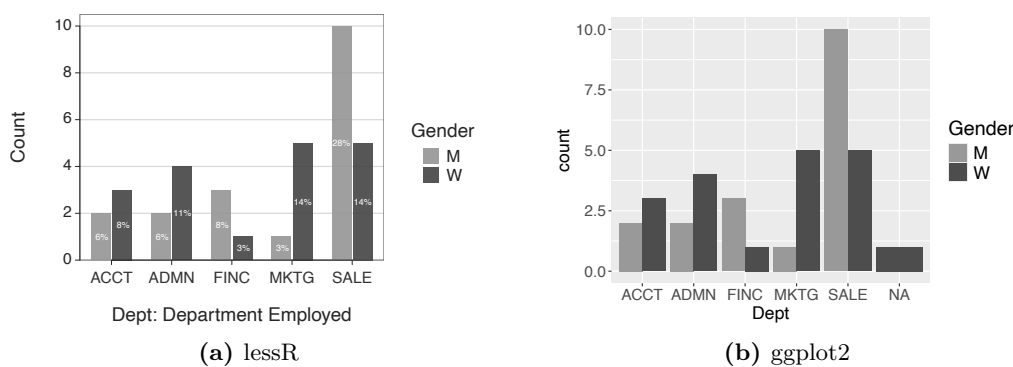 10
8
6
4
2
0
Count
6%
8%
6%
11%
8%
3%
3%
14%
28%
14%
ACCT
ADMN
FINC
MKTG
SALE
Dept: Department Employed
Gender
M
W
(a) lessR
10.0
7.5
5.0
2.5
0.0
count
ACCT
ADMN
FINC
MKTG
SALE
NA
Dept
Gender
M
W
(b) ggplot2